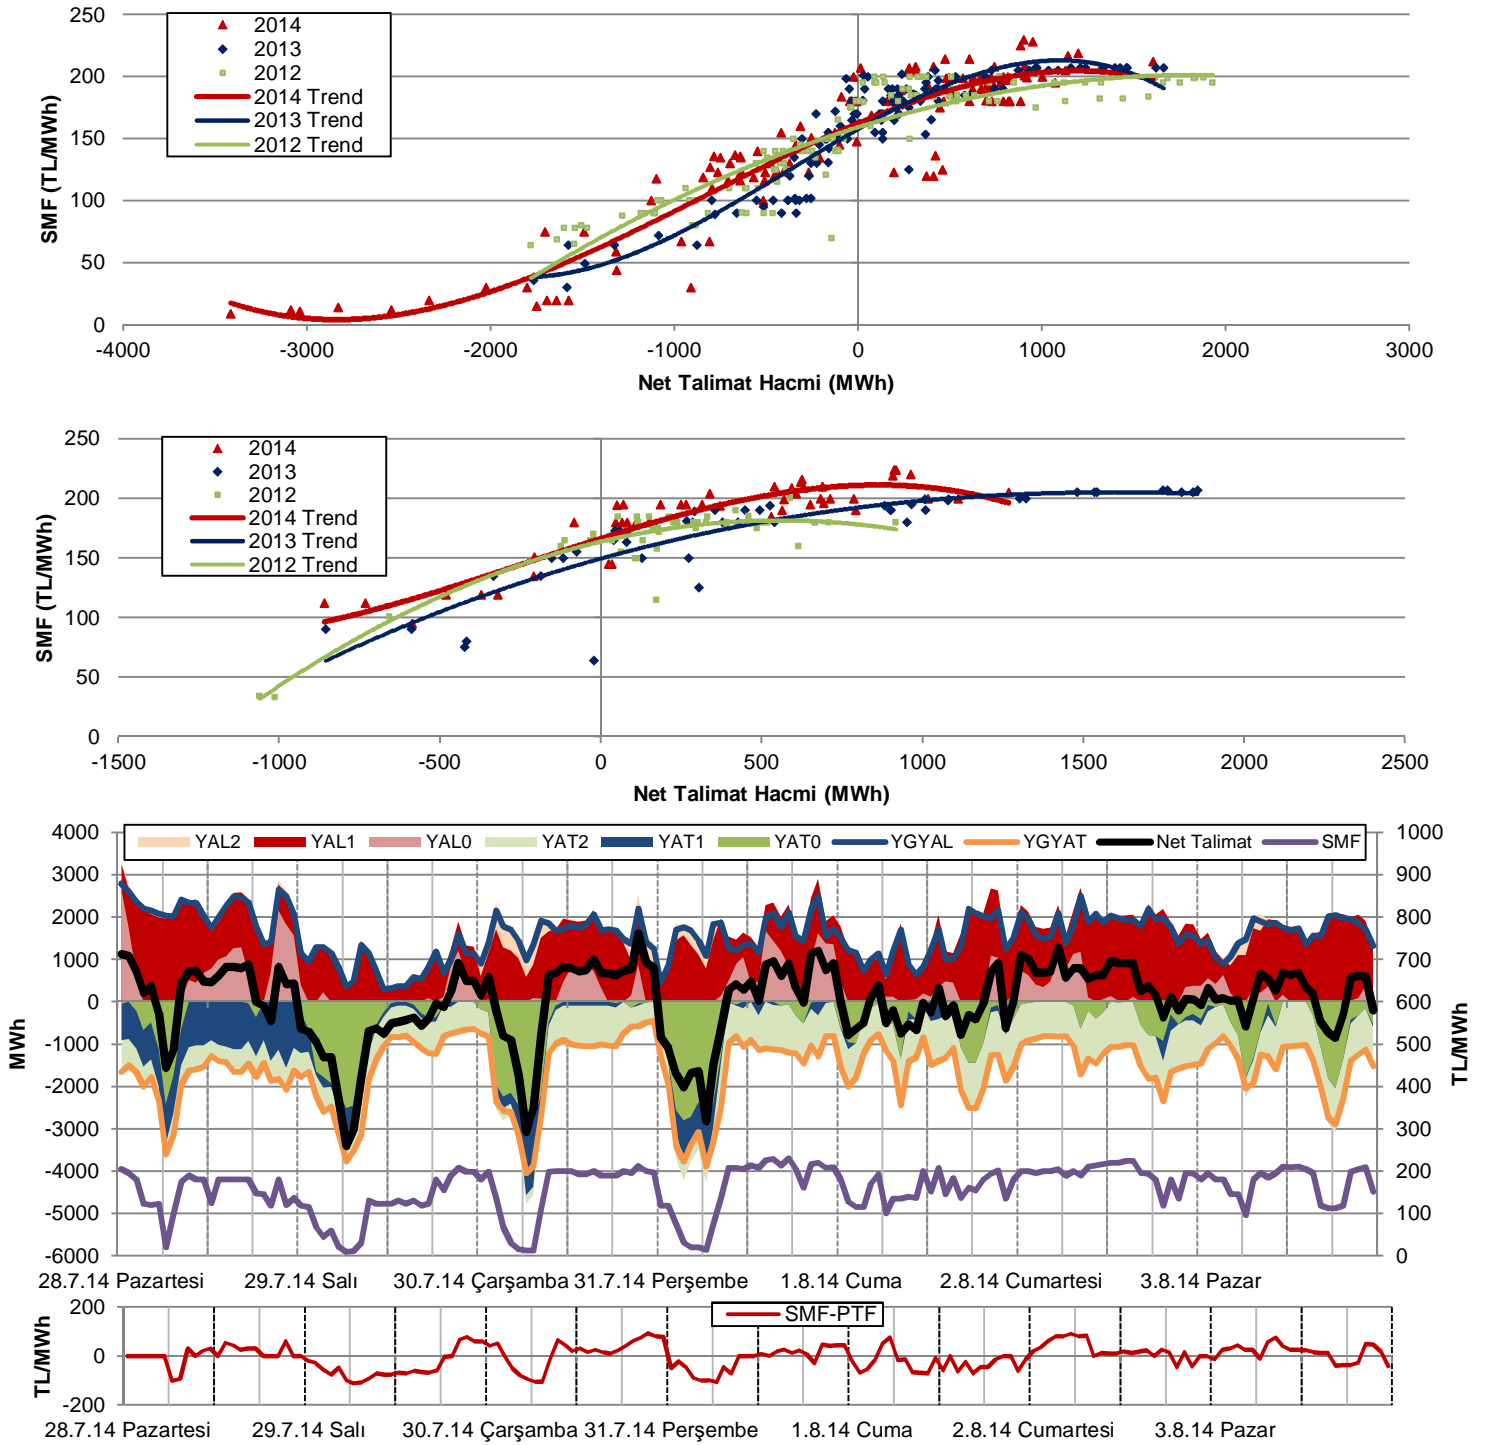 250
200
150
100
50
0
SMF (TL/MWh)
2014
2013
2012
2014 Trend
2013 Trend
2012 Trend
-4000 -3000 -2000 -1000 0 1000 2000 3000
Net Talimat Hacmi (MWh)
250
200
150
100
50
0
SMF (TL/MWh)
2014
2013
2012
2014 Trend
2013 Trend
2012 Trend
-1500 -1000 -500 0 500 1000 1500 2000 2500
Net Talimat Hacmi (MWh)
YAL2 YAL1 YAL0 YAT2 YAT1 YAT0 YGYAL YGYAT Net Talimat SMF
4000
3000
2000
1000
0
-1000
-2000
-3000
-4000
-5000
-6000
MWh
1000
900
800
700
600
500
400
300
200
100
0
TL/MWh
28.7.14 Pazartesi 29.7.14 Salı 30.7.14 Çarşamba 31.7.14 Perşembe 1.8.14 Cuma 2.8.14 Cumartesi 3.8.14 Pazar
SMF-PTF
200
0
-200
TL/MWh
28.7.14 Pazartesi 29.7.14 Salı 30.7.14 Çarşamba 31.7.14 Perşembe 1.8.14 Cuma 2.8.14 Cumartesi 3.8.14 Pazar